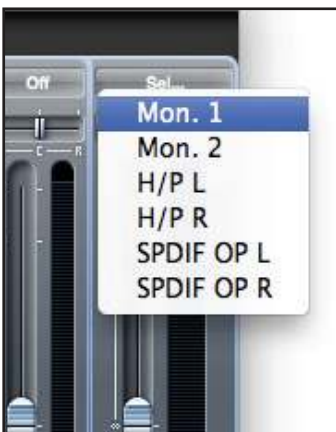 Off
Sel...
Mon. 1
Mon. 2
H/P L
H/P R
SPDIF OP L
SPDIF OP R
C R
∞